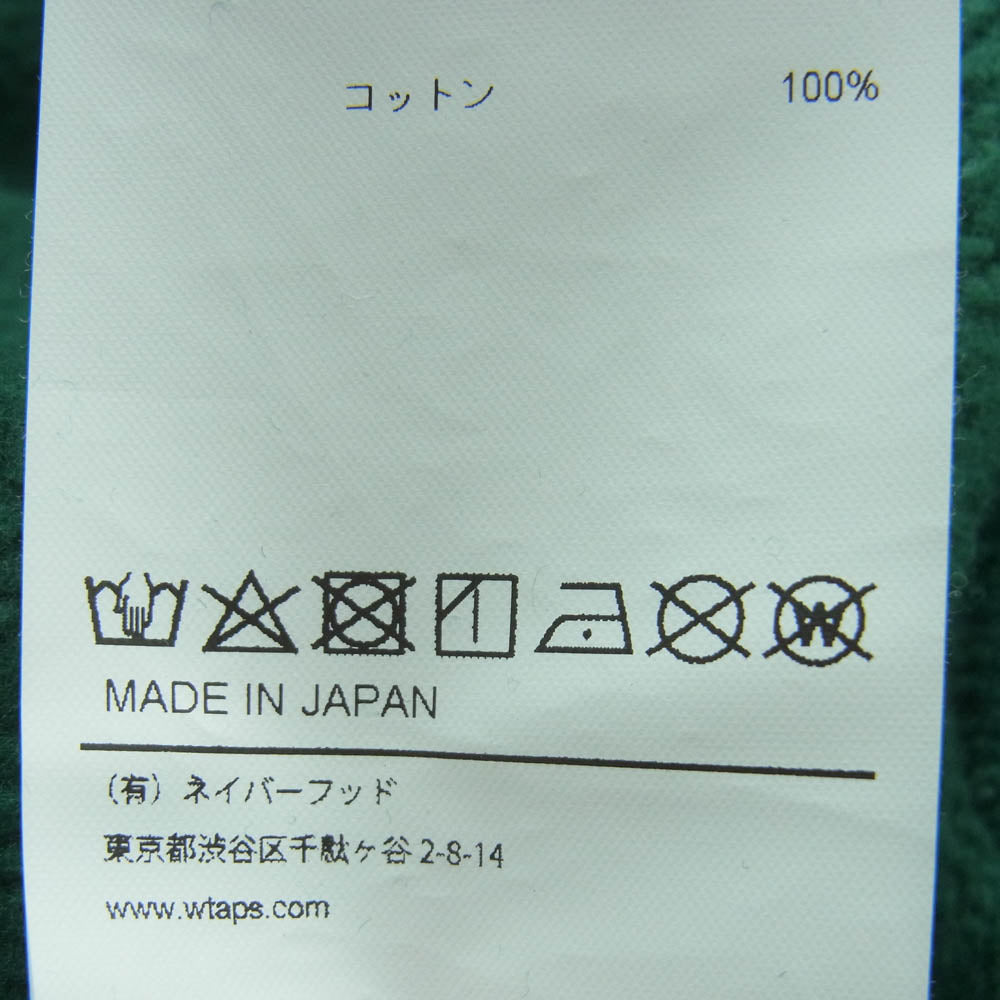 コットン 100%
W
MADE IN JAPAN
(有) ネイバーフッド
東京都渋谷区千駄ヶ谷 2-8-14
www.wtaps.com